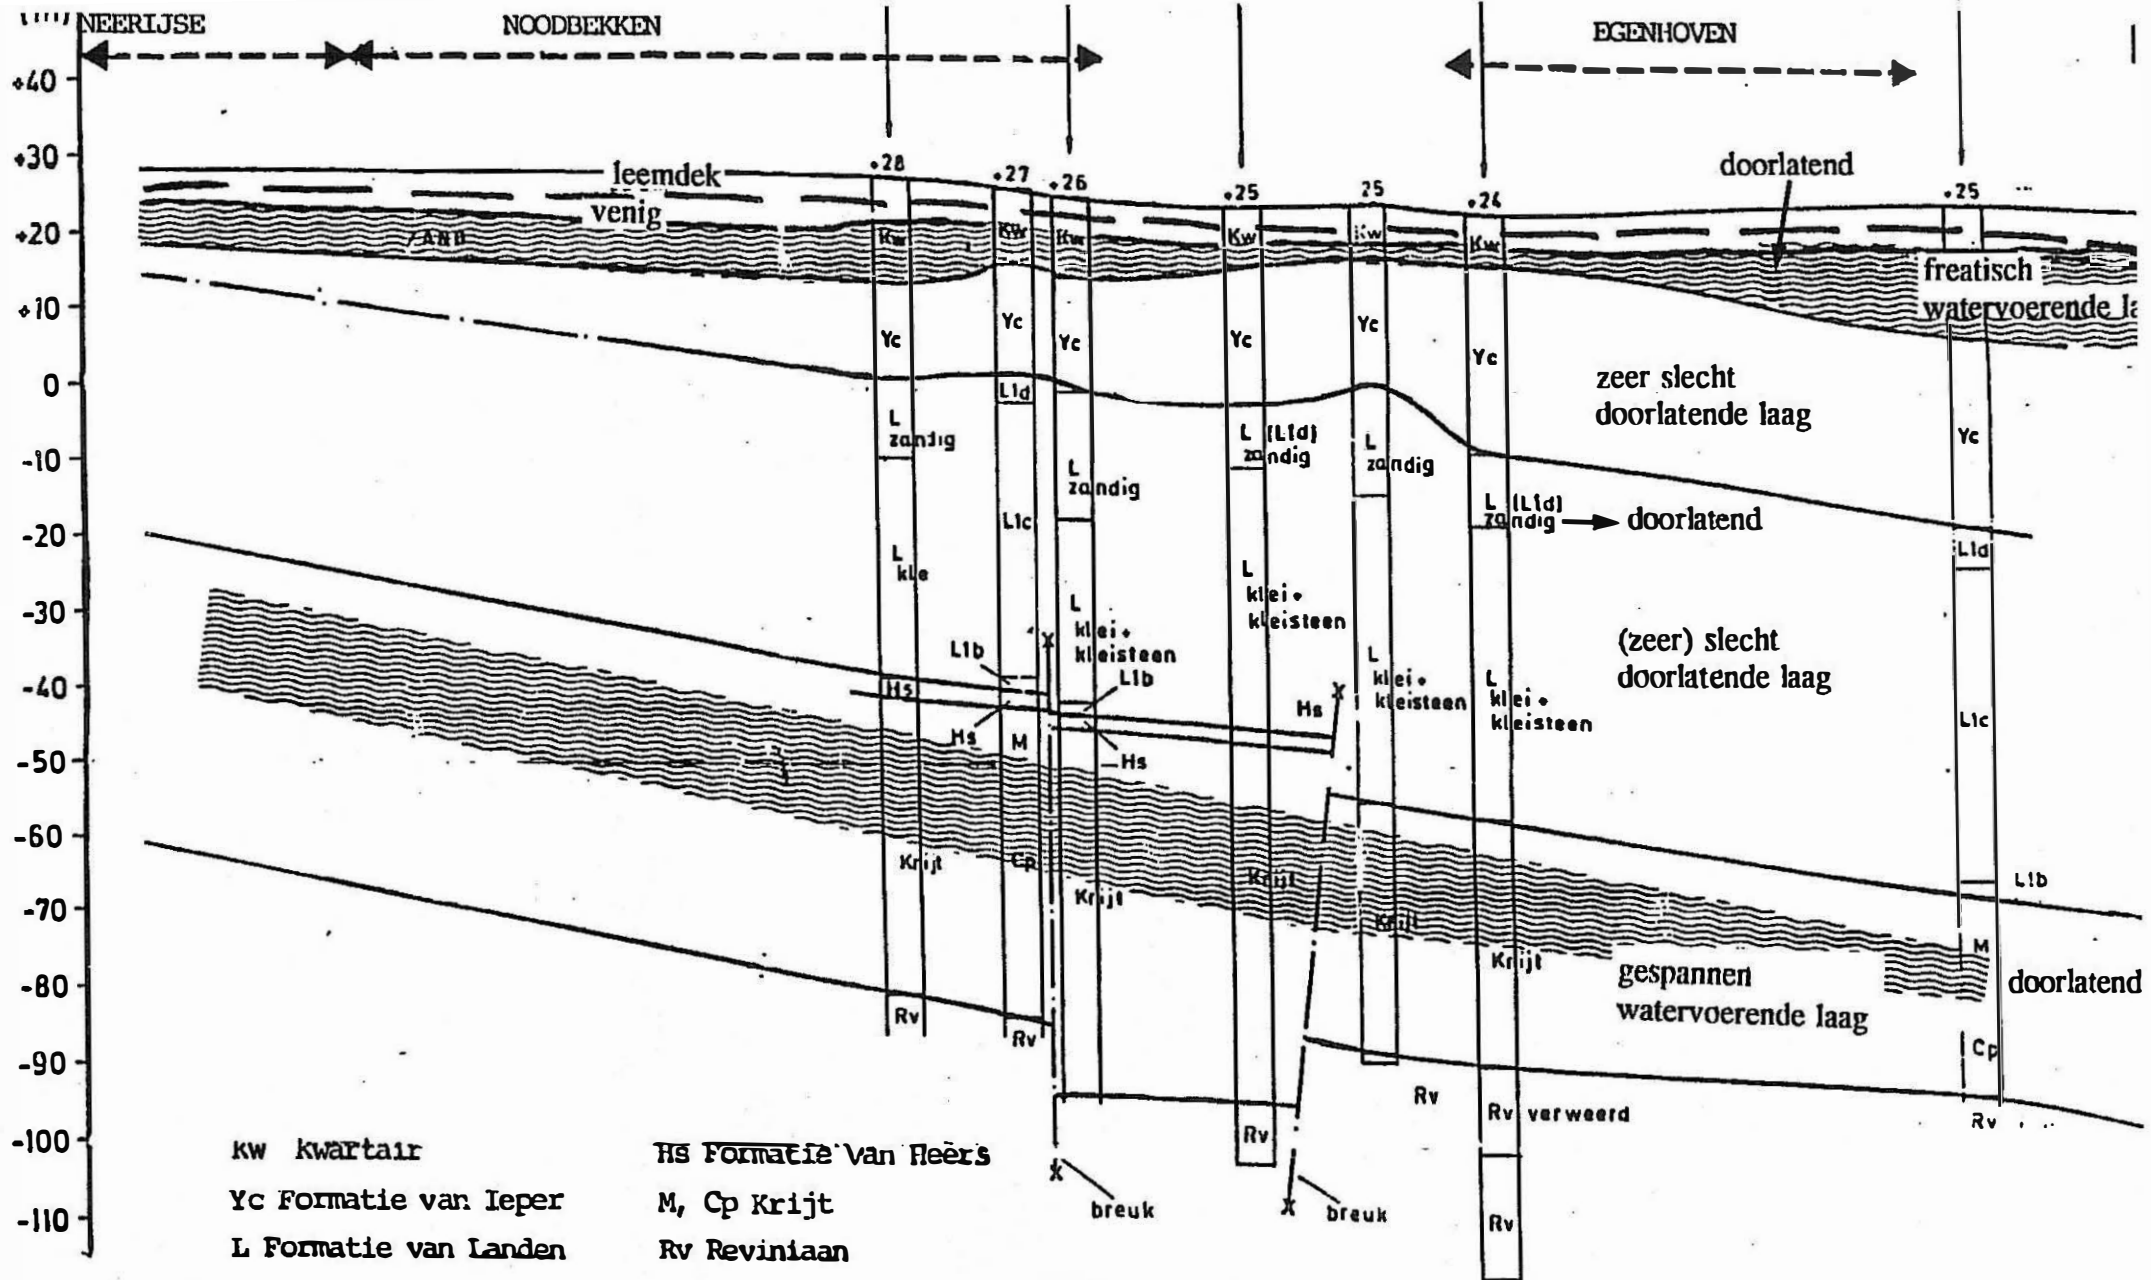 (m)
NEERIJSE
NOODBEKKEN
EGENHOVEN
+40
+30
+20
+10
0
-10
-20
-30
-40
-50
-60
-70
-80
-90
-100
-110
leemdek
venig
ZAND
+28
+27
+26
+25
25
+24
+25
doorlatend
Kw
Kw
Kw
Kw
Kw
Kw
freatisch
watervoerende la
Yc
Yc
Yc
Yc
Yc
Yc
Yc
zeer slecht
doorlatende laag
L
zandig
L1d
L
zandig
L (L1d)
zandig
L
zandig
L (L1d)
zandig
doorlatend
L1d
L
kle
L1c
L
klei+
kleisteen
L
klei+
kleisteen
L
klei+
kleisteen
L
klei+
kleisteen
(zeer) slecht
doorlatende laag
L1c
L1b
L1b
L1b
Hs
Hs
Hs
Hs
M
Krijt
Cp
Krijt
Krijt
Krijt
Krijt
M
Cp
gespannen
watervoerende laag
doorlatend
Rv
Rv
Rv
Rv
Rv verweerd
Rv
Rv
x
x
x
x
breuk
breuk
Kw Kwartair
Yc Formatie van Ieper
L Formatie van Landen
Hs Formatie van Heers
M, Cp Krijt
Rv Reviniaan